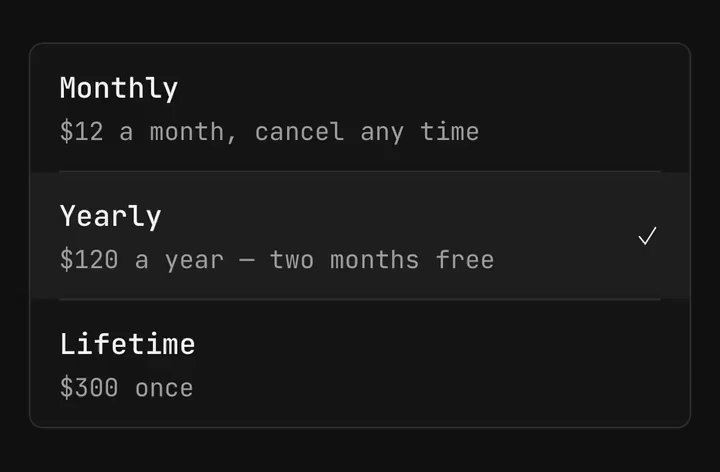 Monthly
$12 a month, cancel any time
Yearly
$120 a year — two months free
Lifetime
$300 once